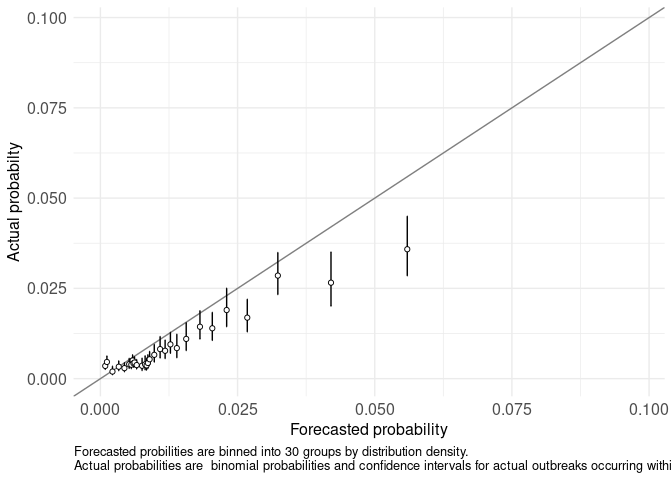 0.100
0.075
0.050
0.025
0.000
Actual probabilty
0.000 0.025 0.050 0.075 0.100
Forecasted probability
Forecasted probilities are binned into 30 groups by distribution density.
Actual probabilities are  binomial probabilities and confidence intervals for actual outbreaks occurring withi